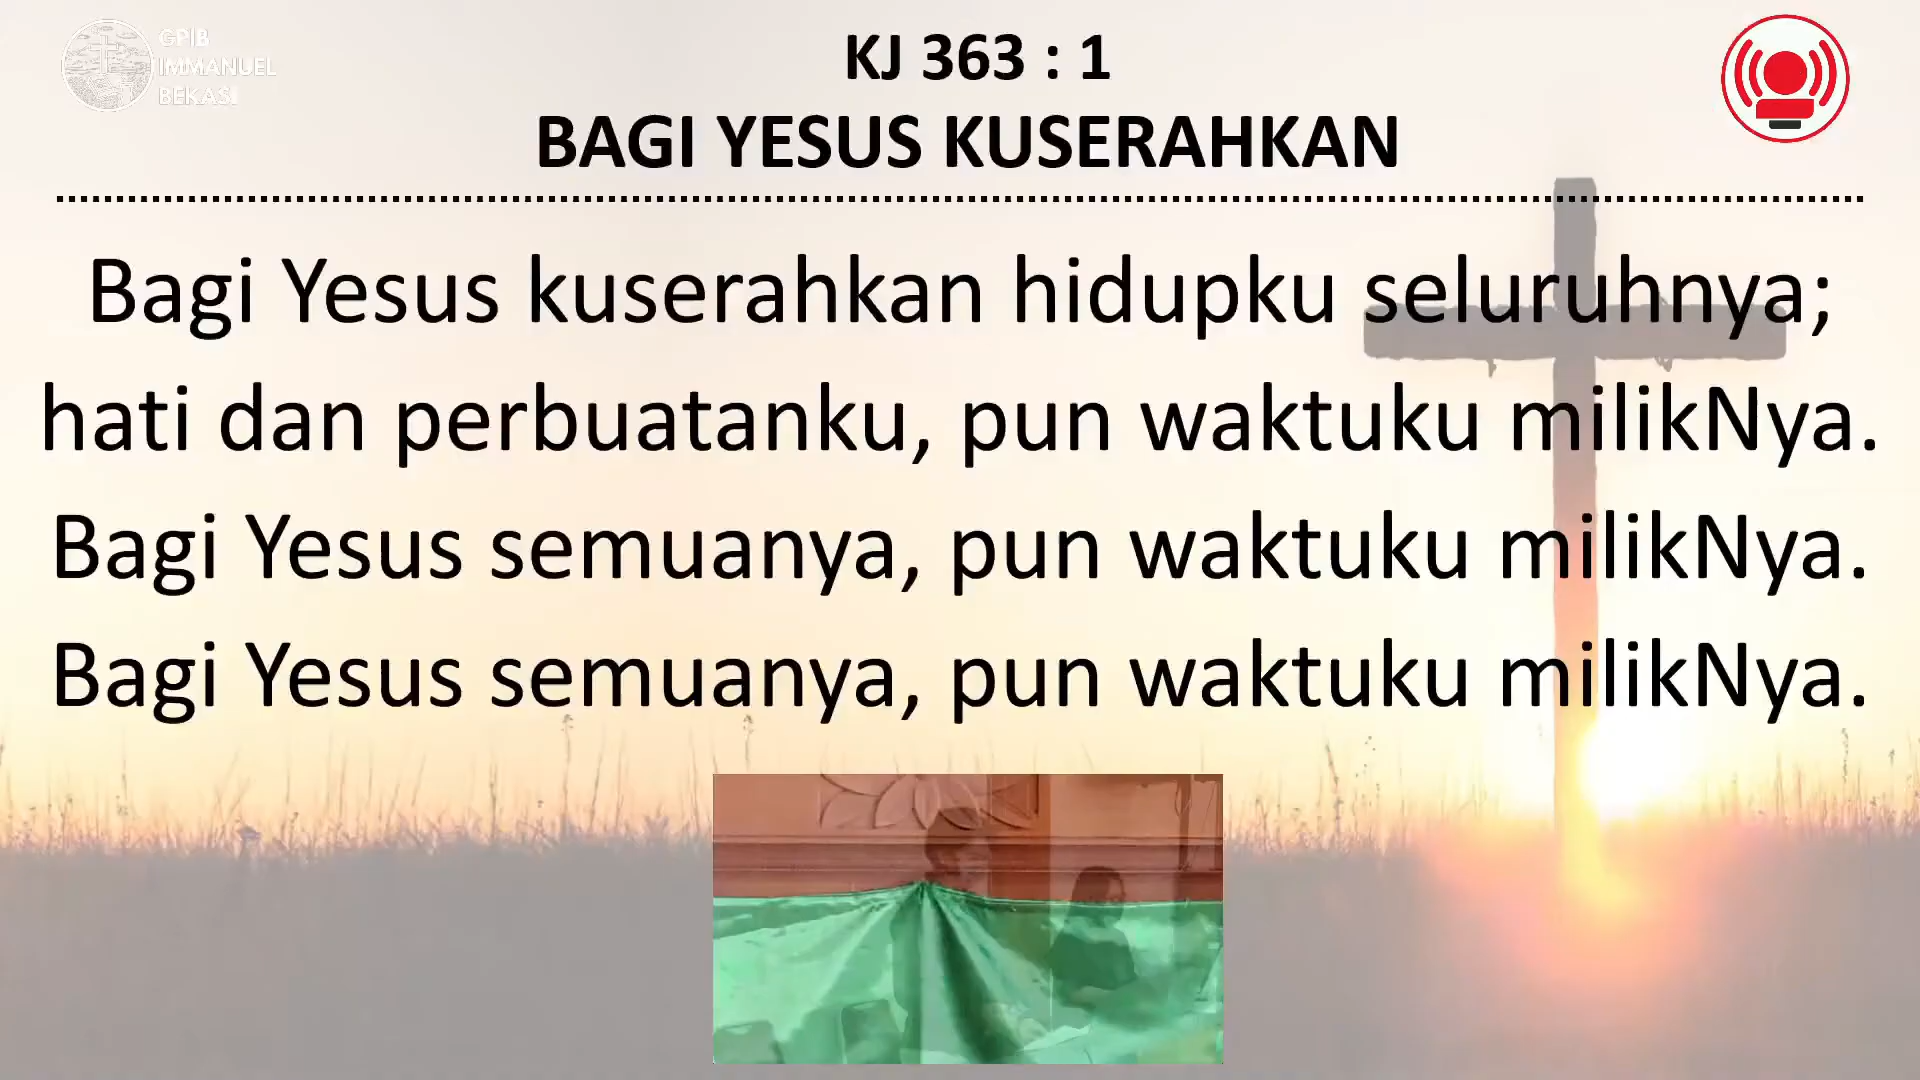 GPIB
IMMANUEL
BEKASI
KJ 363 : 1
BAGI YESUS KUSERAHKAN
Bagi Yesus kuserahkan hidupku seluruhnya;
hati dan perbuatanku, pun waktuku milikNya.
Bagi Yesus semuanya, pun waktuku milikNya.
Bagi Yesus semuanya, pun waktuku milikNya.